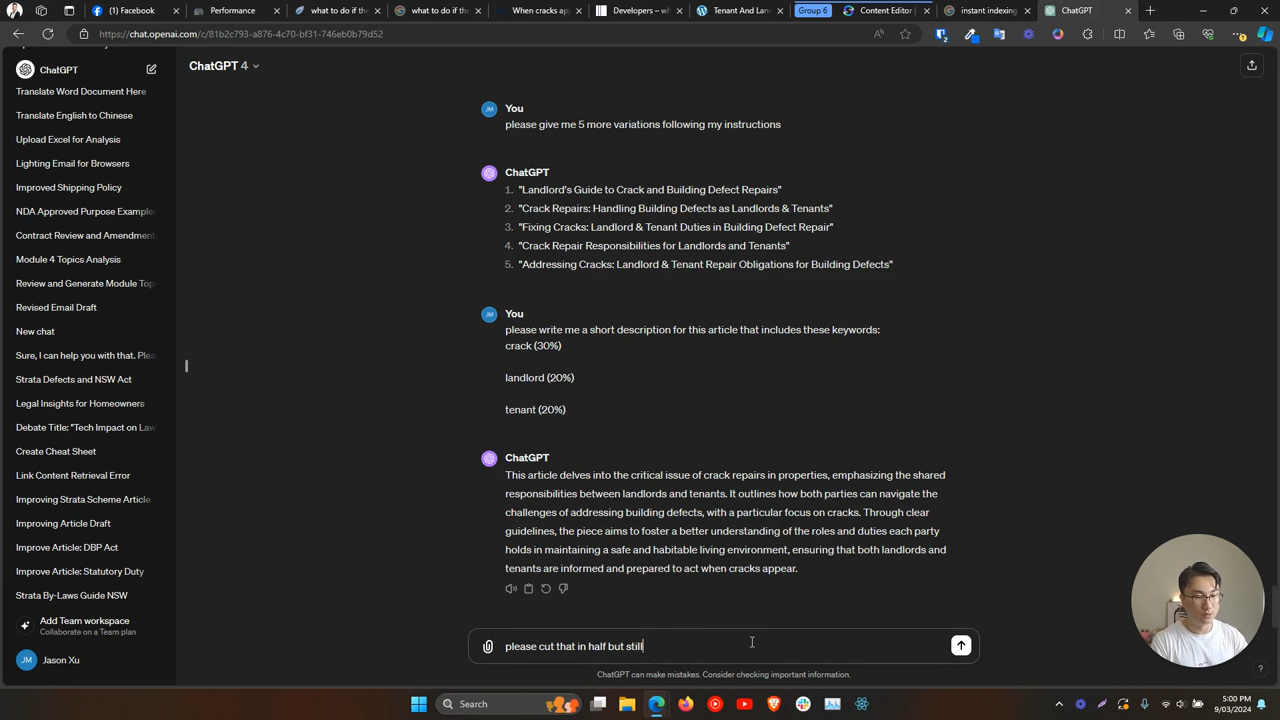 Facebook
Performance
what to do if the
what to do if the
When cracks ap
Developers – wh
Tenant And Lan
Group 6
Content Editor
instant indexing
ChatGPT
https://chat.openai.com/c/81b2c793-a876-4c70-bf31-746eb0b79d52
ChatGPT
Translate Word Document Here
Translate English to Chinese
Upload Excel for Analysis
Lighting Email for Browsers
Improved Shipping Policy
NDA Approved Purpose Examples
Contract Review and Amendment
Module 4 Topics Analysis
Review and Generate Module Top
Revised Email Draft
New chat
Sure, I can help you with that. Plea
Strata Defects and NSW Act
Legal Insights for Homeowners
Debate Title: "Tech Impact on Law
Create Cheat Sheet
Link Content Retrieval Error
Improving Strata Scheme Article
Improving Article Draft
Improve Article: DBP Act
Improve Article: Statutory Duty
Strata By-Laws Guide NSW
Add Team workspace
Collaborate on a Team plan
Jason Xu
ChatGPT 4
JM
You
please give me 5 more variations following my instructions
ChatGPT
1. "Landlord's Guide to Crack and Building Defect Repairs"
2. "Crack Repairs: Handling Building Defects as Landlords & Tenants"
3. "Fixing Cracks: Landlord & Tenant Duties in Building Defect Repair"
4. "Crack Repair Responsibilities for Landlords and Tenants"
5. "Addressing Cracks: Landlord & Tenant Repair Obligations for Building Defects"
JM
You
please write me a short description for this article that includes these keywords:
crack (30%)
landlord (20%)
tenant (20%)
ChatGPT
This article delves into the critical issue of crack repairs in properties, emphasizing the shared
responsibilities between landlords and tenants. It outlines how both parties can navigate the
challenges of addressing building defects, with a particular focus on cracks. Through clear
guidelines, the piece aims to foster a better understanding of the roles and duties each party
holds in maintaining a safe and habitable living environment, ensuring that both landlords and
tenants are informed and prepared to act when cracks appear.
please cut that in half but still
ChatGPT can make mistakes. Consider checking important information.
?
Search
5:00 PM
9/03/2024